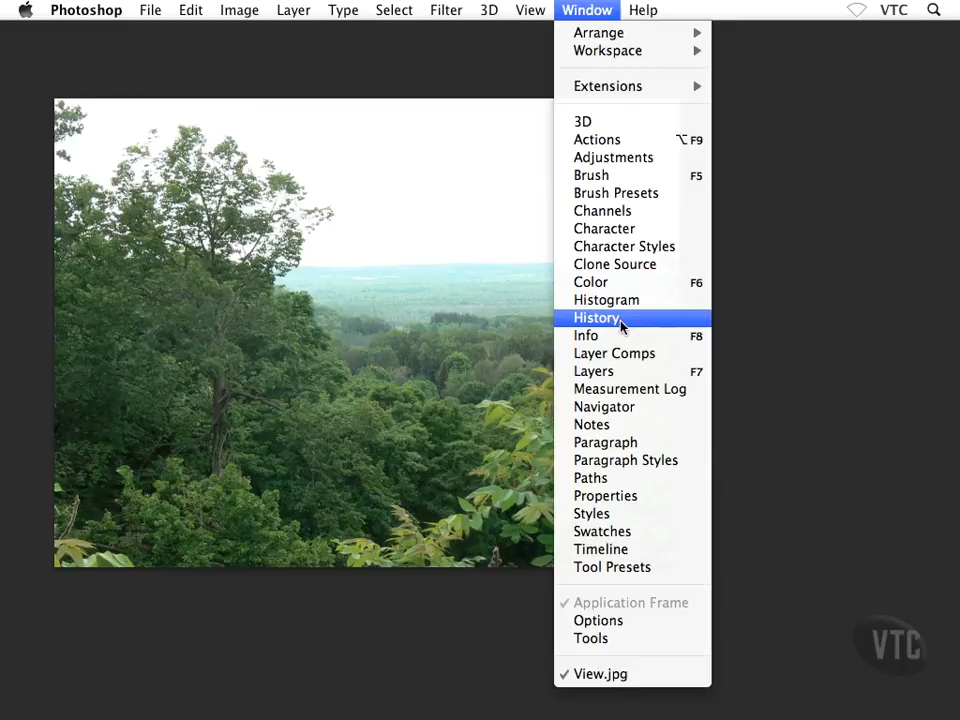 Photoshop File Edit Image Layer Type Select Filter 3D View Window Help VTC
Arrange
Workspace
Extensions
3D
Actions ⌥F9
Adjustments
Brush F5
Brush Presets
Channels
Character
Character Styles
Clone Source
Color F6
Histogram
History
Info F8
Layer Comps
Layers F7
Measurement Log
Navigator
Notes
Paragraph
Paragraph Styles
Paths
Properties
Styles
Swatches
Timeline
Tool Presets
✓ Application Frame
Options
Tools
✓ View.jpg
VTC